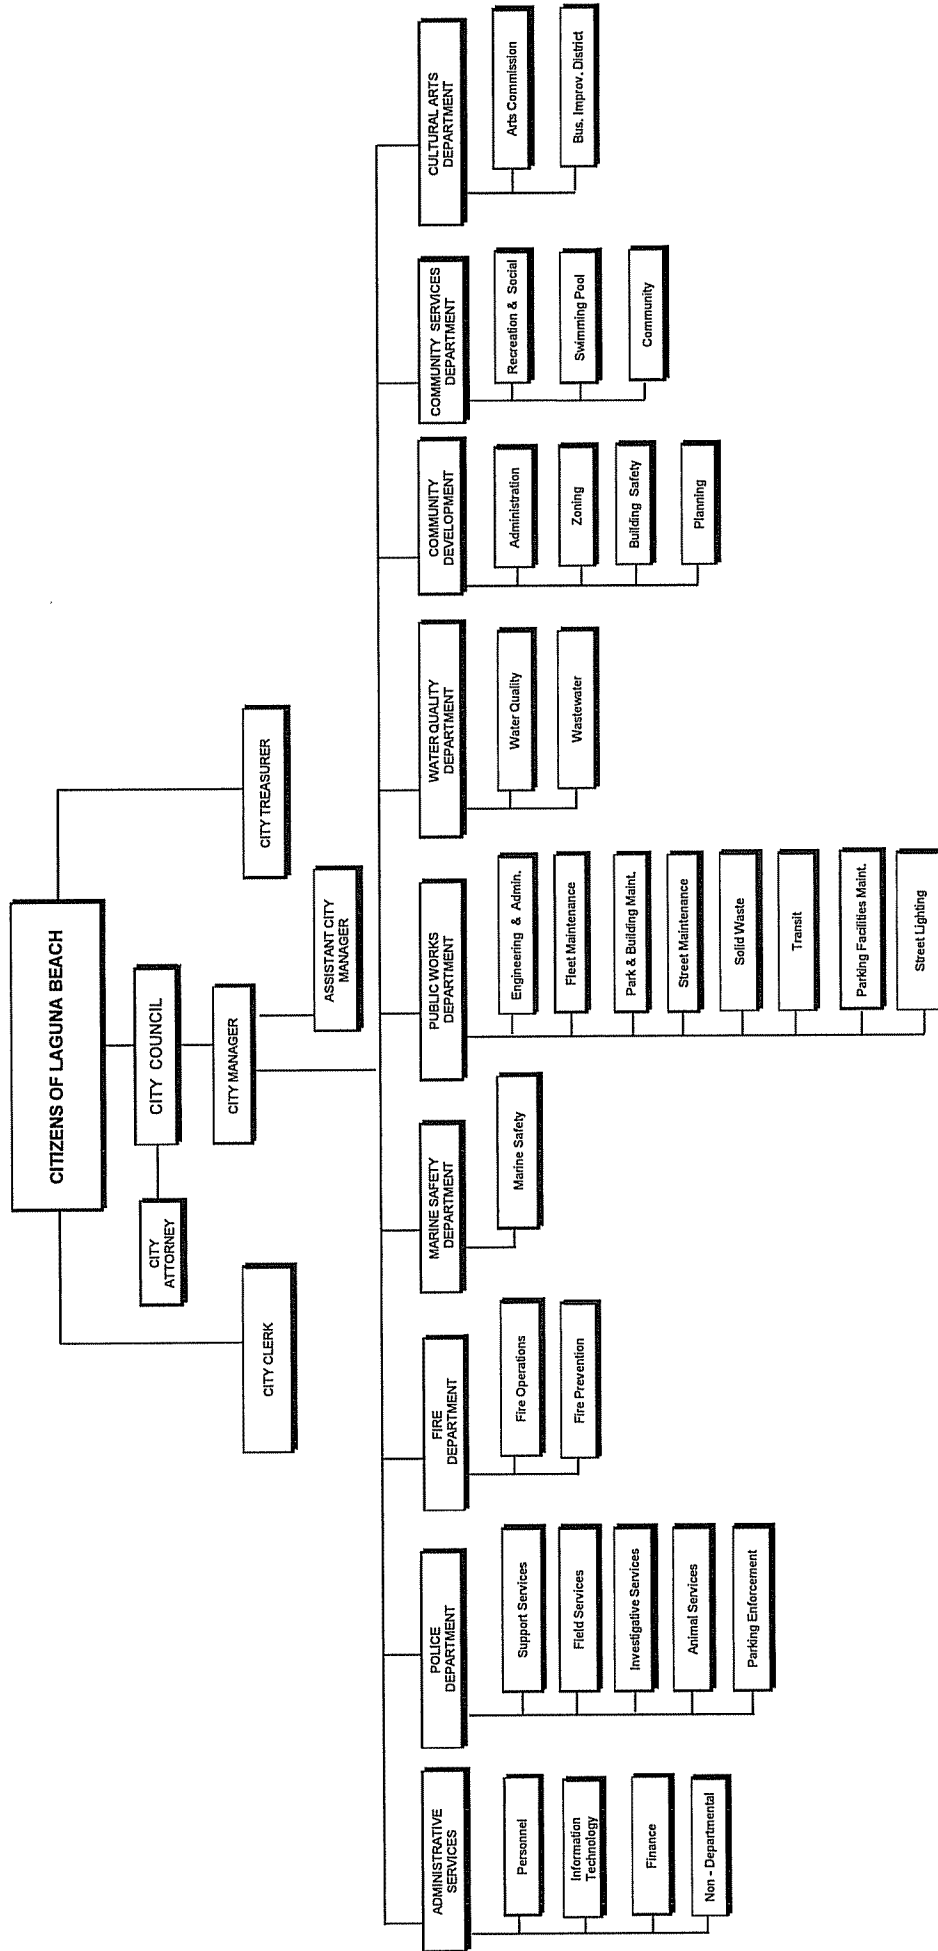 CITIZENS OF LAGUNA BEACH
CITY COUNCIL
CITY
ATTORNEY
CITY MANAGER
CITY CLERK
CITY TREASURER
ASSISTANT CITY
MANAGER
ADMINISTRATIVE
SERVICES
Personnel
Information
Technology
Finance
Non - Departmental
POLICE
DEPARTMENT
Support Services
Field Services
Investigative Services
Animal Services
Parking Enforcement
FIRE
DEPARTMENT
Fire Operations
Fire Prevention
MARINE SAFETY
DEPARTMENT
Marine Safety
PUBLIC WORKS
DEPARTMENT
Engineering & Admin.
Fleet Maintenance
Park & Building Maint.
Street Maintenance
Solid Waste
Transit
Parking Facilities Maint.
Street Lighting
WATER QUALITY
DEPARTMENT
Water Quality
Wastewater
COMMUNITY
DEVELOPMENT
Administration
Zoning
Building Safety
Planning
COMMUNITY SERVICES
DEPARTMENT
Recreation & Social
Swimming Pool
Community
CULTURAL ARTS
DEPARTMENT
Arts Commission
Bus. Improv. District